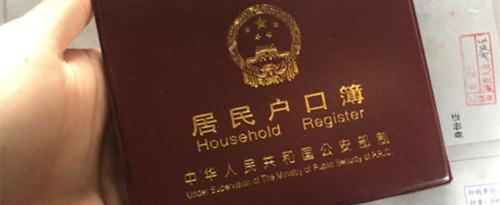 居民户口簿
Household Register
中华人民共和国公安部制
Under Supervision of The Ministry of Public Security of P.R.C.